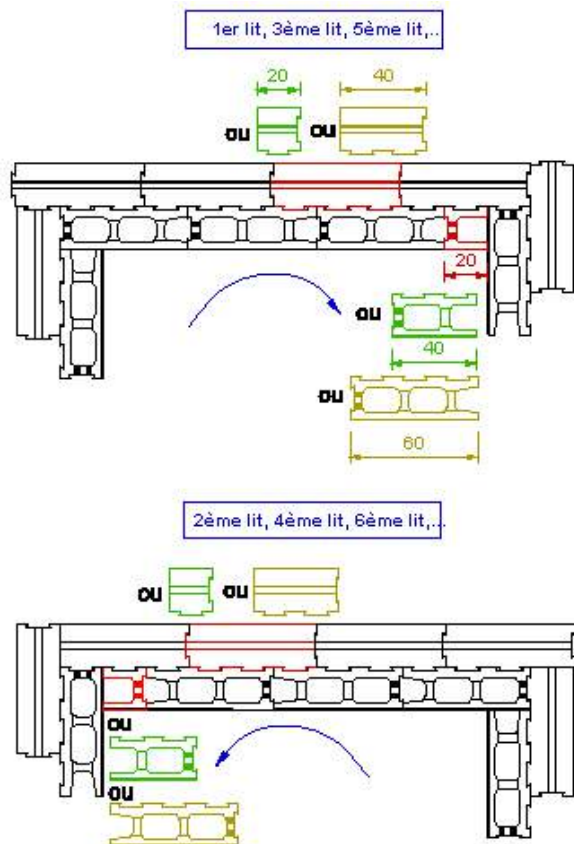 1er lit, 3ème lit, 5ème lit,..
20 40
ou ou
20
ou
40
ou
60
2ème lit, 4ème lit, 6ème lit,..
ou ou
ou
ou